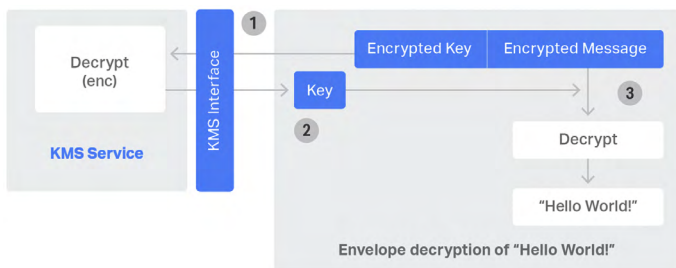 1
Encrypted Key
Encrypted Message
Decrypt
(enc)
KMS Interface
Key
3
2
KMS Service
Decrypt
“Hello World!”
Envelope decryption of “Hello World!”